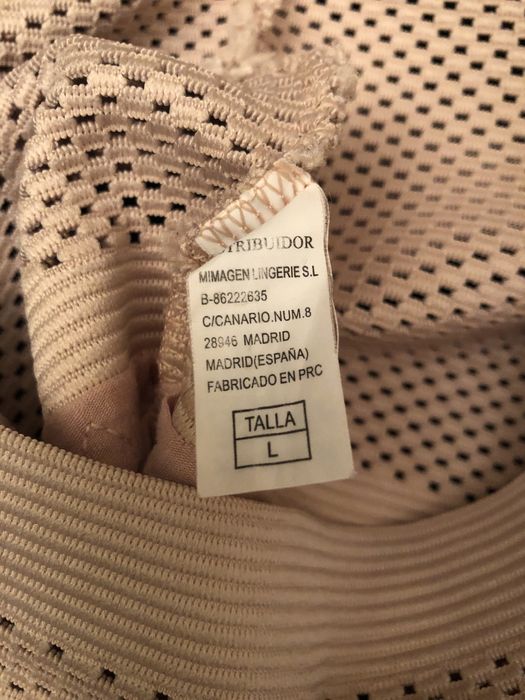 TRIBUIDOR
MIMAGEN LINGERIE S.L
B-86222635
C/CANARIO.NUM.8
28946 MADRID
MADRID(ESPAÑA)
FABRICADO EN PRC
TALLA
L